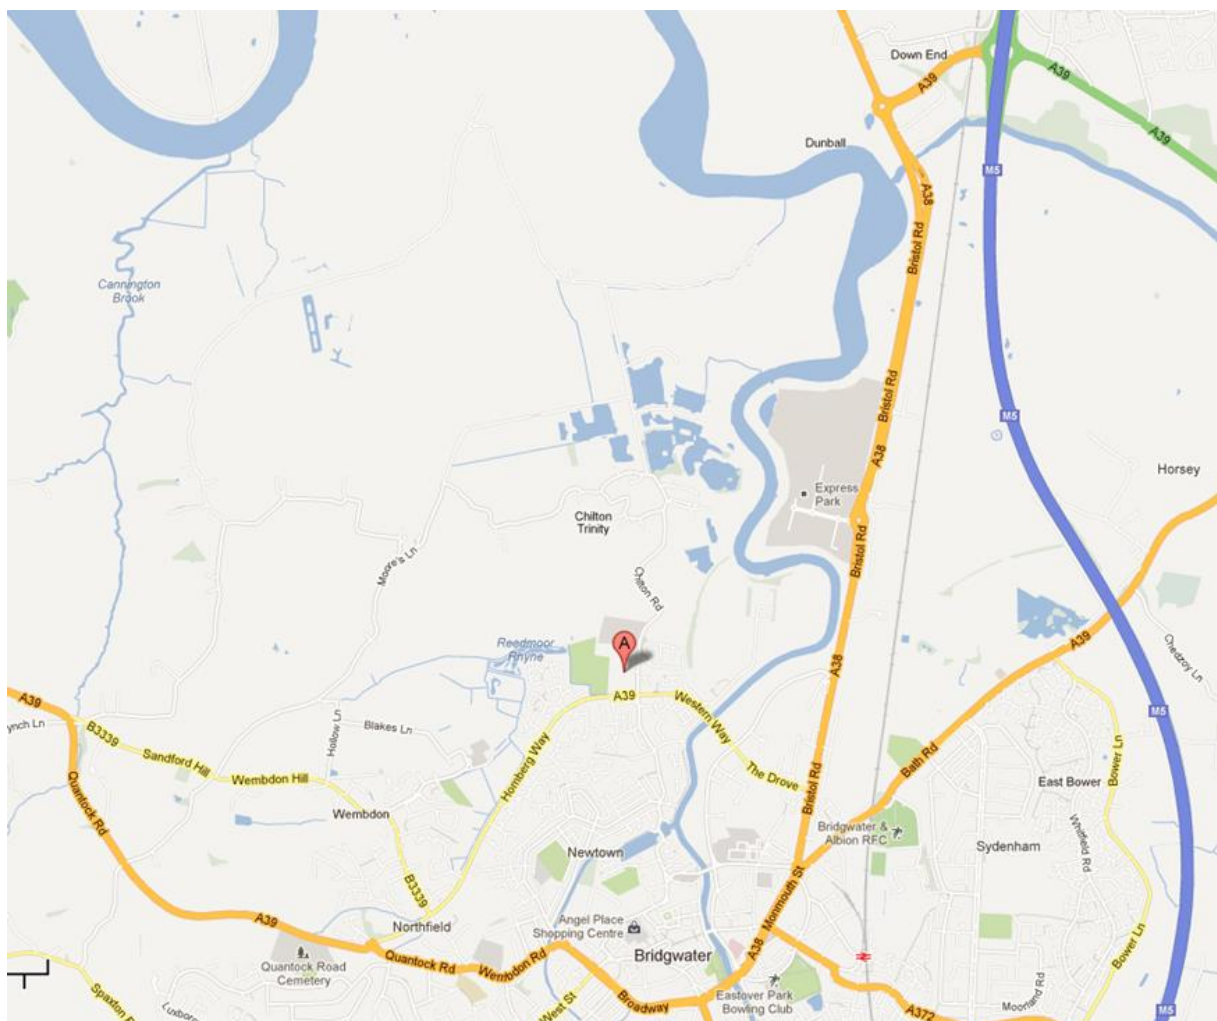 Down End
A39
A39
A39
Dunball
M5
A38
Bristol Rd
Cannington
Brook
Bristol Rd
M5
A38
Horsey
Express
Park
Chilton
Trinity
Bristol Rd
Moore's Ln
Chilton Rd
A
Reedmoor
Rhyne
A39
Chedzoy Ln
A38
A39
A39
Western Way
M5
ynch Ln
B3339
Blakes Ln
Hollow Ln
Sandford Hill
Homberg Way
Bower Ln
Bath Rd
Wembdon Hill
The Drove
East Bower
Quantock Rd
Bristol Rd
Wembdon
Bridgwater &
Albion RFC
Whitfield Rd
Sydenham
Newtown
B3339
Monmouth St
A39
Northfield
Angel Place
Shopping Centre
Bower Ln
A38
Bridgwater
Quantock Road
Cemetery
Quantock Rd
Wembdon Rd
Eastover Park
Bowling Club
Moorland Rd
Spaxton Rd
Luxbor
West St
Broadway
A372
M5